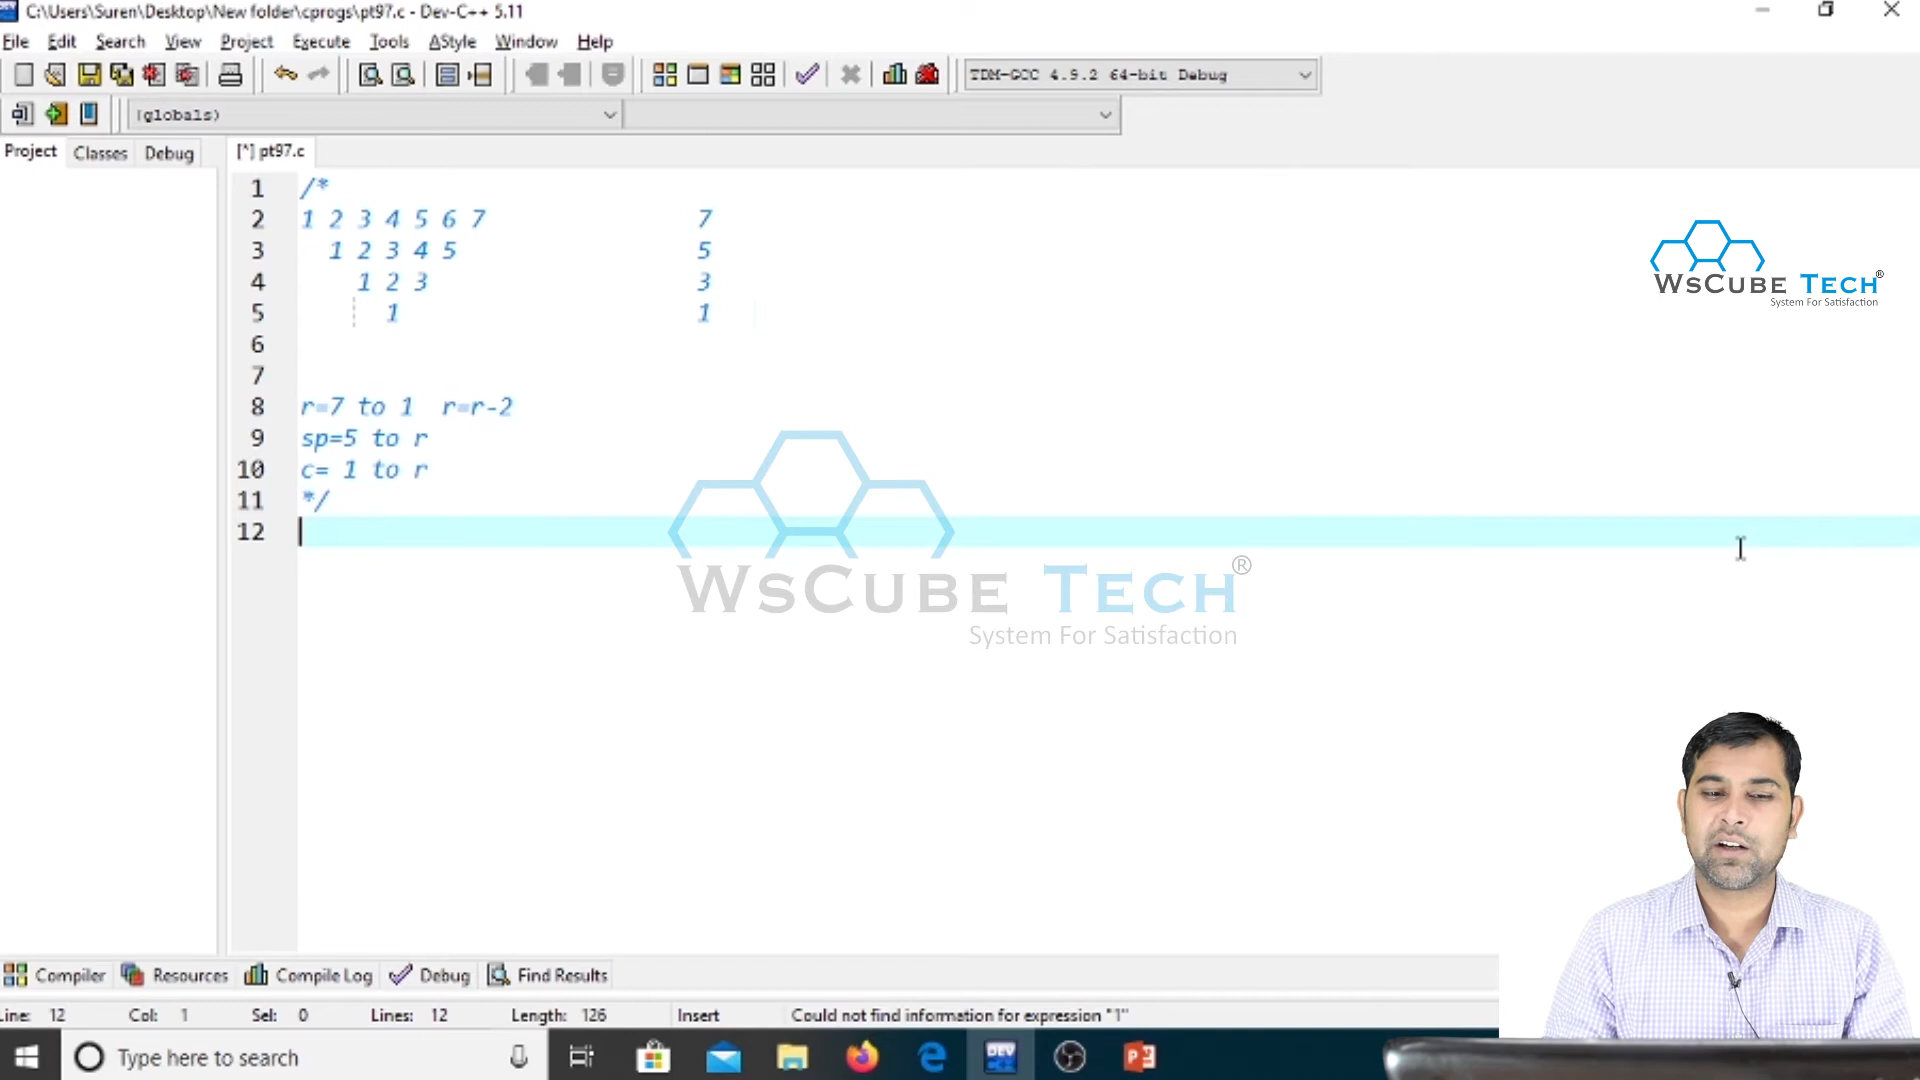 C:\Users\Suren\Desktop\New folder\cprogs\pt97.c - Dev-C++ 5.11
File Edit Search View Project Execute Tools AStyle Window Help
TDM-GCC 4.9.2 64-bit Debug
(globals)
Project Classes Debug [*] pt97.c
1 /*
2 1 2 3 4 5 6 7 7
3 1 2 3 4 5 5
4 1 2 3 3
5 1 1
6
7
8 r=7 to 1 r=r-2
9 sp=5 to r
10 c= 1 to r
11 */
12
WsCube Tech®
System For Satisfaction
WsCube Tech®
System For Satisfaction
Compiler Resources Compile Log Debug Find Results
Line: 12 Col: 1 Sel: 0 Lines: 12 Length: 126 Insert Could not find information for expression "1"
Type here to search
DEV